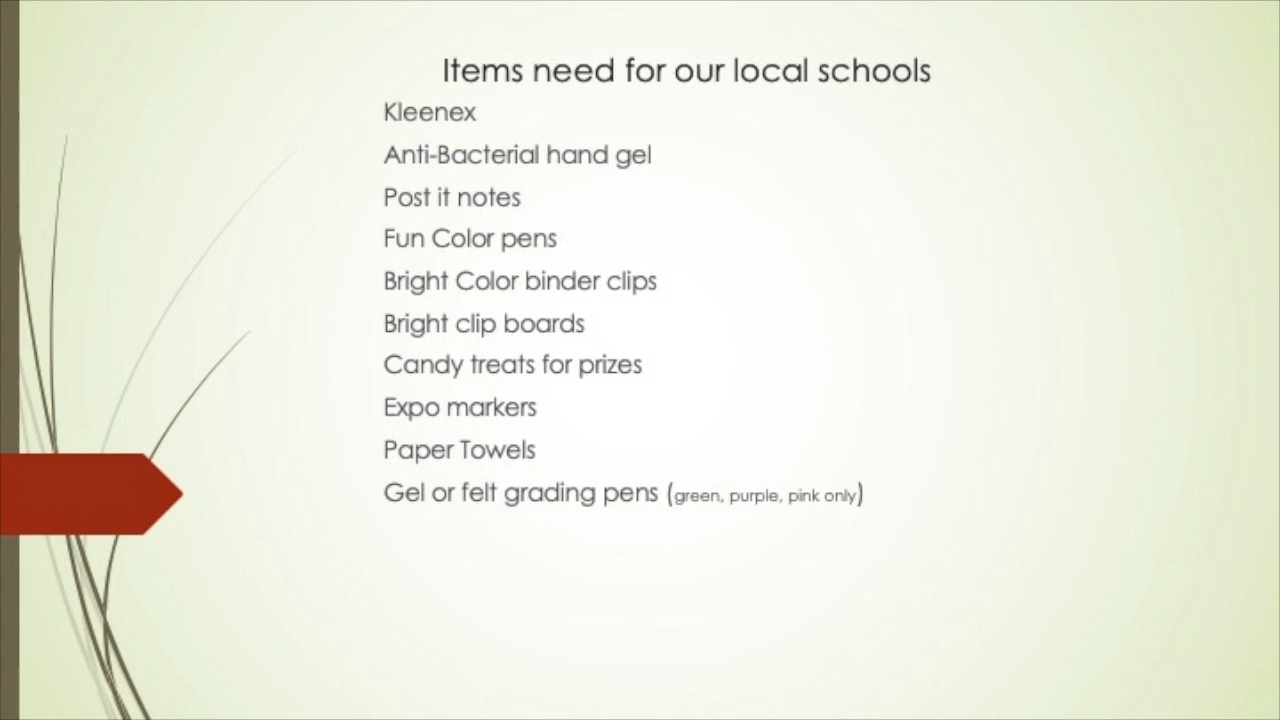 Items need for our local schools
Kleenex
Anti-Bacterial hand gel
Post it notes
Fun Color pens
Bright Color binder clips
Bright clip boards
Candy treats for prizes
Expo markers
Paper Towels
Gel or felt grading pens (green, purple, pink only)